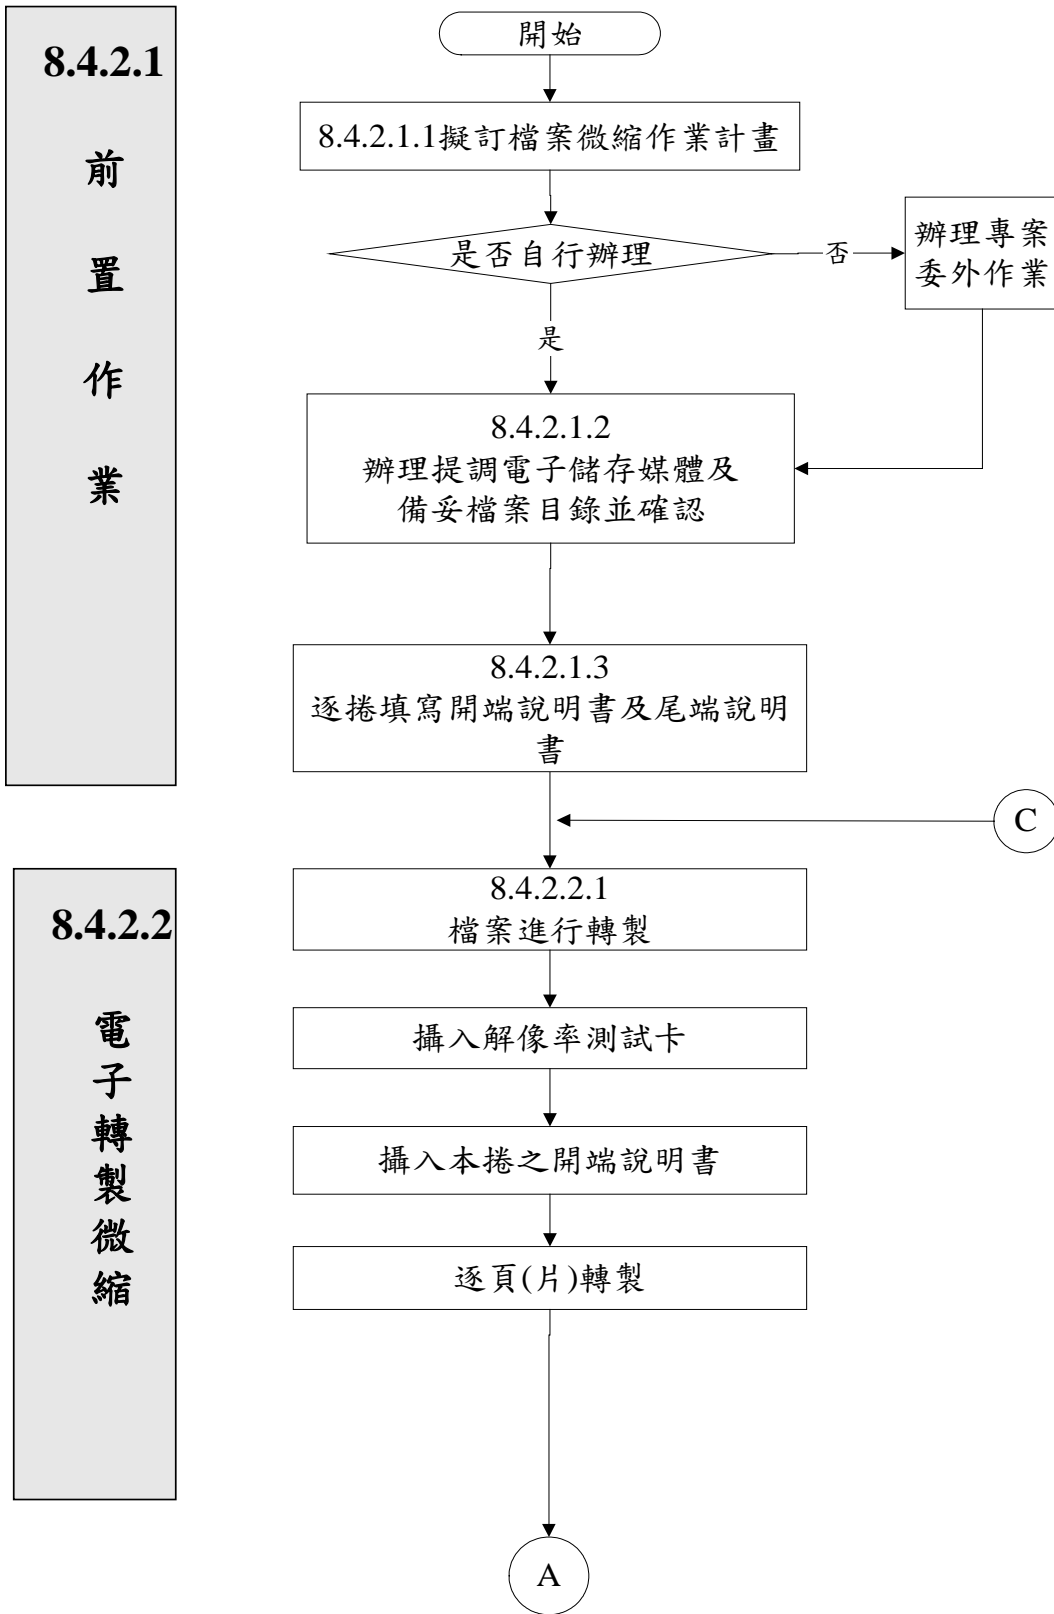 8.4.2.1
前
置
作
業
開始
8.4.2.1.1擬訂檔案微縮作業計畫
是否自行辦理
否
辦理專案
委外作業
是
8.4.2.1.2
辦理提調電子儲存媒體及
備妥檔案目錄並確認
8.4.2.1.3
逐捲填寫開端說明書及尾端說明
書
C
8.4.2.2
電
子
轉
製
微
縮
8.4.2.2.1
檔案進行轉製
攝入解像率測試卡
攝入本捲之開端說明書
逐頁(片)轉製
A